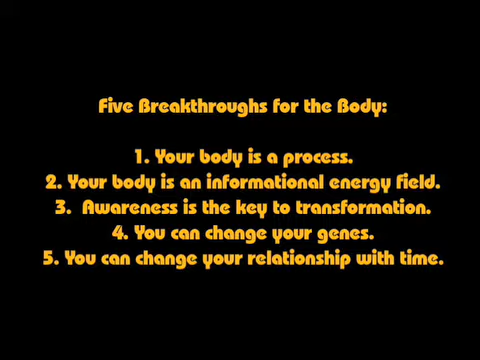 Five Breakthroughs for the Body:
1. Your body is a process.
2. Your body is an informational energy field.
3. Awareness is the key to transformation.
4. You can change your genes.
5. You can change your relationship with time.